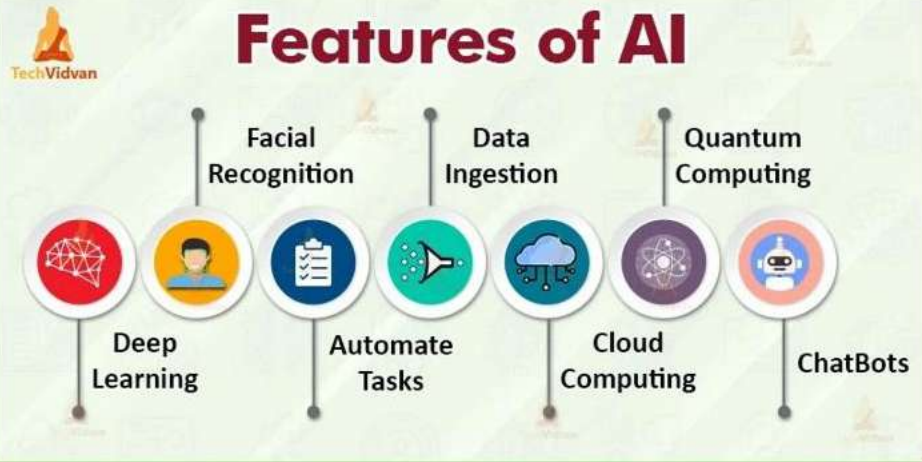 Features of AI
TechVidvan
Facial
Recognition
Data
Ingestion
Quantum
Computing
Deep
Learning
Automate
Tasks
Cloud
Computing
ChatBots